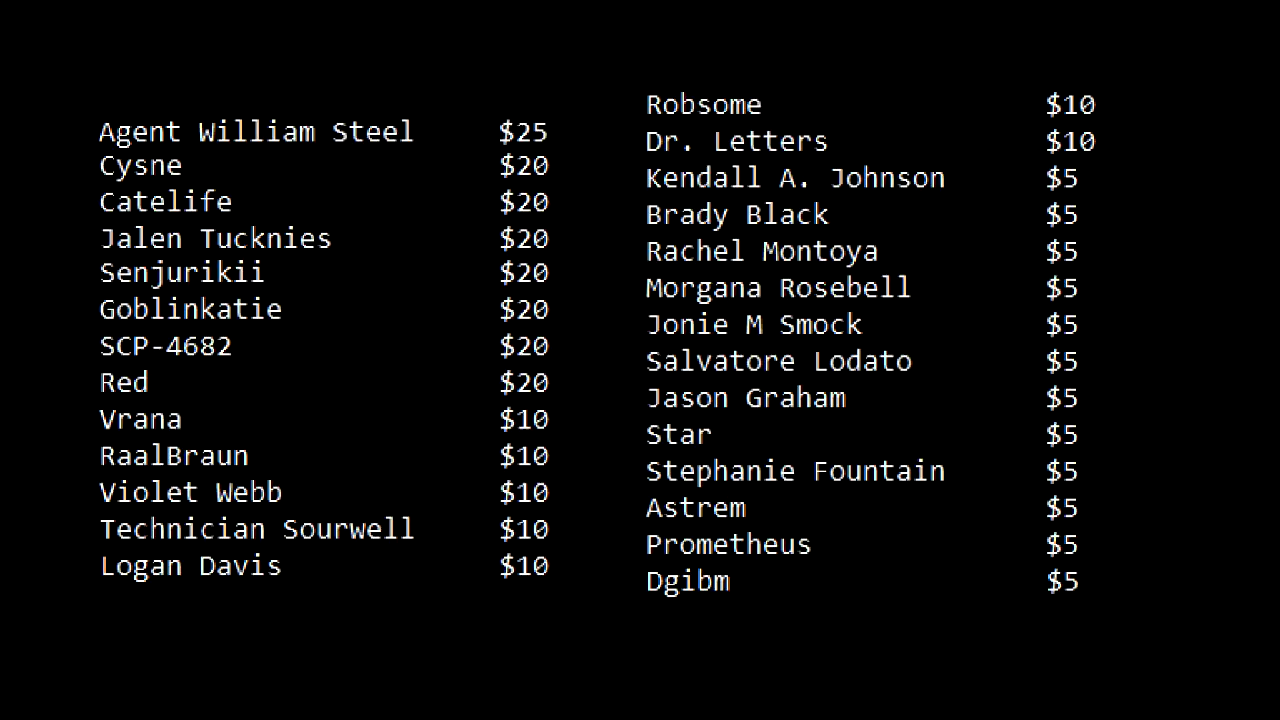 Agent William Steel $25
Cysne $20
Catelife $20
Jalen Tucknies $20
Senjurikii $20
Goblinkatie $20
SCP-4682 $20
Red $20
Vrana $10
RaalBraun $10
Violet Webb $10
Technician Sourwell $10
Logan Davis $10
Robsome $10
Dr. Letters $10
Kendall A. Johnson $5
Brady Black $5
Rachel Montoya $5
Morgana Rosebell $5
Jonie M Smock $5
Salvatore Lodato $5
Jason Graham $5
Star $5
Stephanie Fountain $5
Astrem $5
Prometheus $5
Dgibm $5